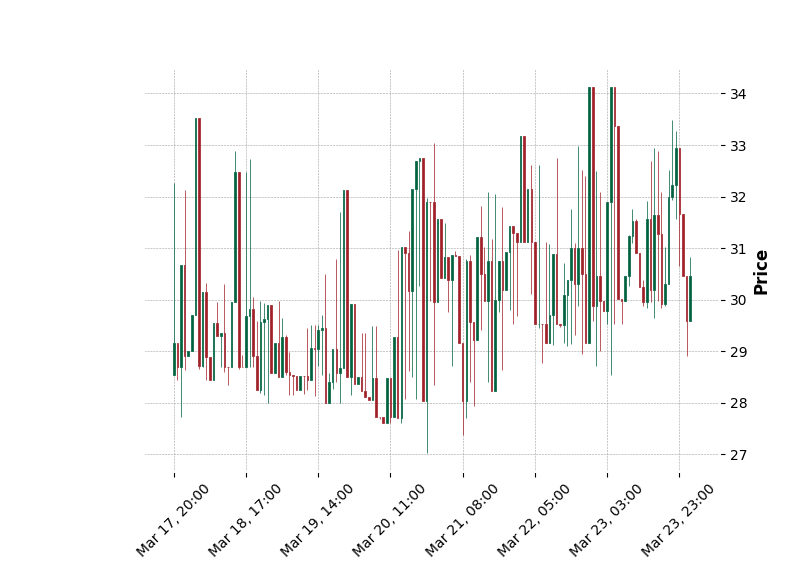 34
33
32
31
30
29
28
27
Price
Mar 17, 20:00
Mar 18, 17:00
Mar 19, 14:00
Mar 20, 11:00
Mar 21, 08:00
Mar 22, 05:00
Mar 23, 03:00
Mar 23, 23:00